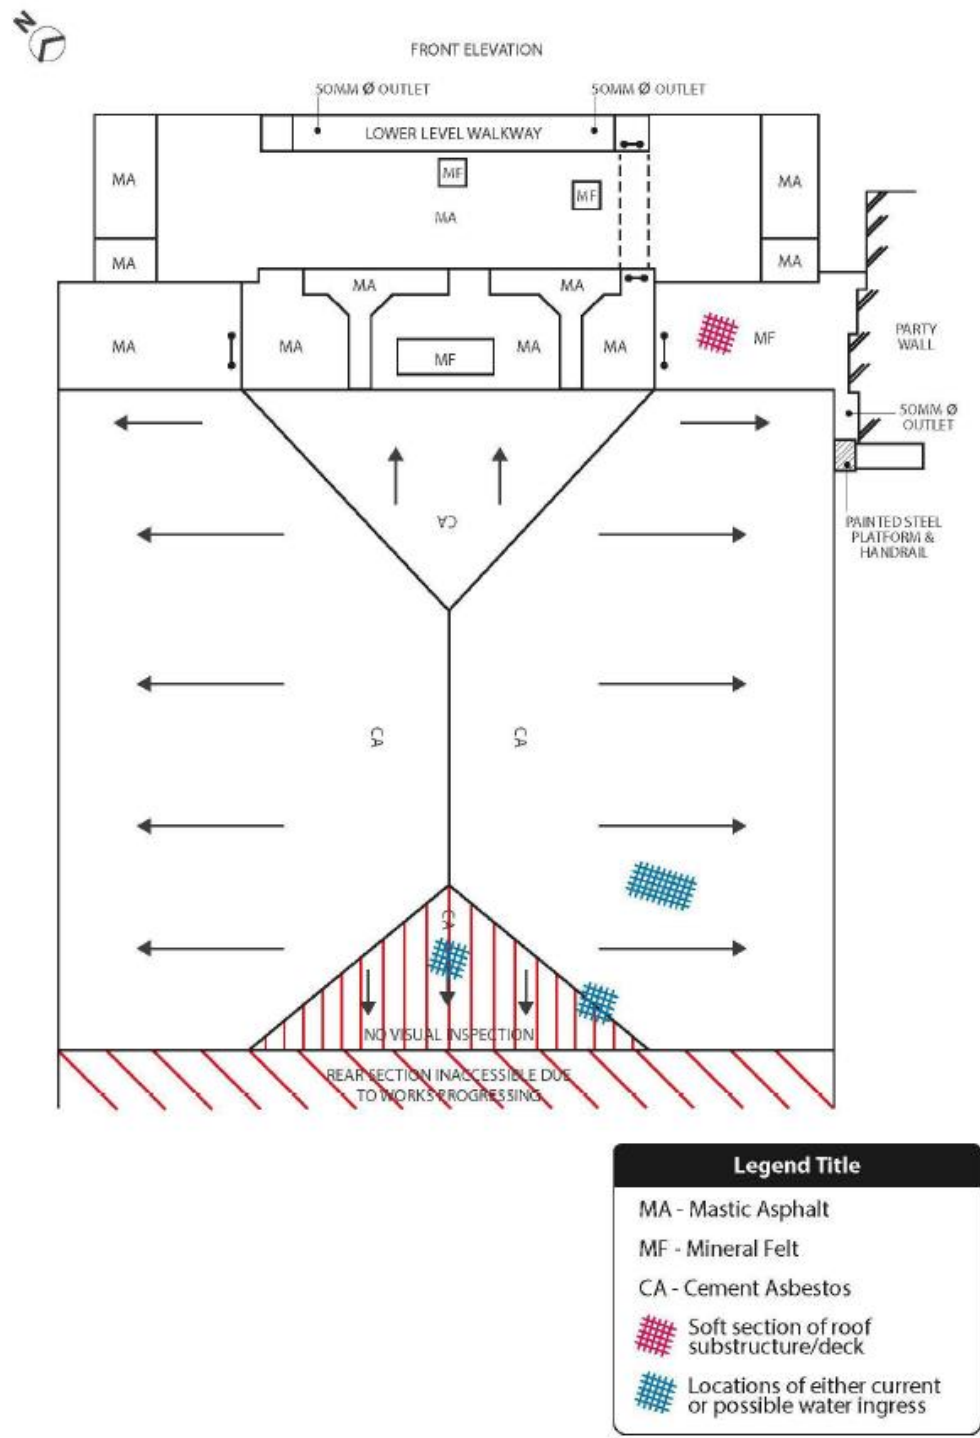 N
FRONT ELEVATION
50MM Ø OUTLET
50MM Ø OUTLET
LOWER LEVEL WALKWAY
MA
MF
MF
MA
MA
MA
MA
MA
MA
MA
MA
MA
MF
MA
MA
MF
PARTY
WALL
50MM Ø
OUTLET
PAINTED STEEL
PLATFORM &
HANDRAIL
CA
CA
CA
CA
NO VISUAL INSPECTION
REAR SECTION INACCESSIBLE DUE
TO WORKS PROGRESSING
Legend Title
MA - Mastic Asphalt
MF - Mineral Felt
CA - Cement Asbestos
Soft section of roof
substructure/deck
Locations of either current
or possible water ingress